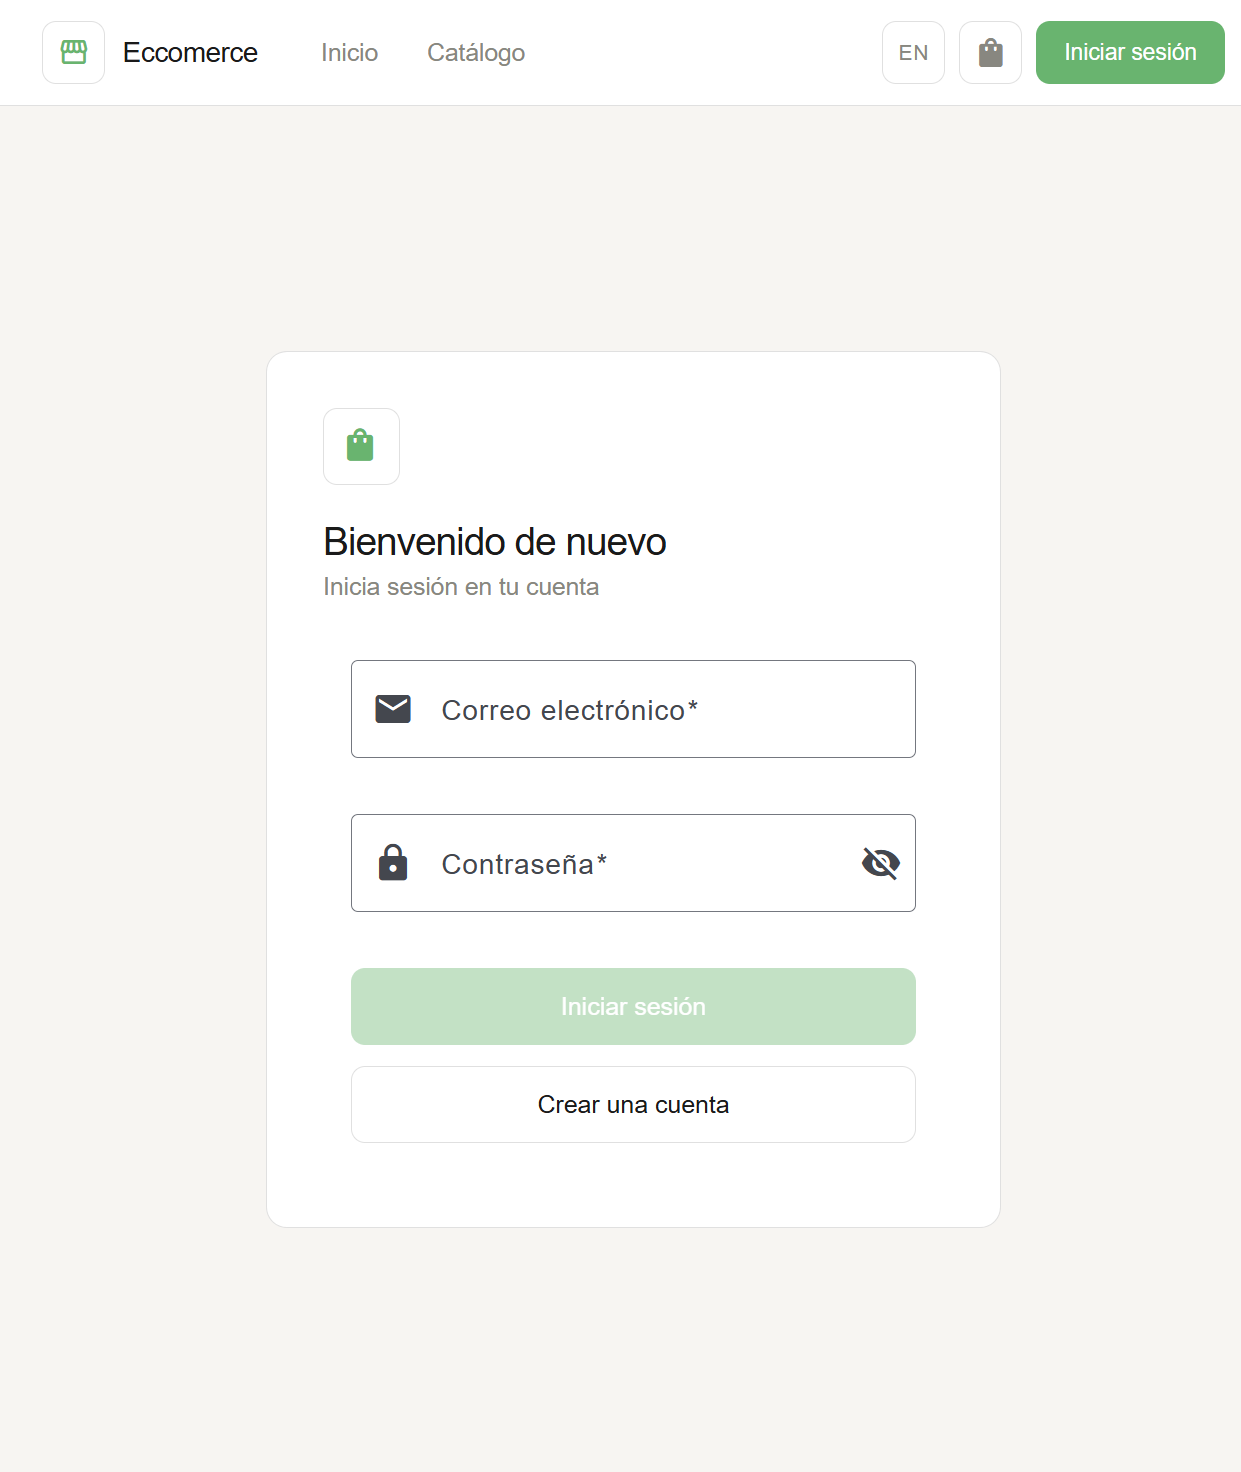 Eccomerce
Inicio
Catálogo
EN
Iniciar sesión
Bienvenido de nuevo
Inicia sesión en tu cuenta
Correo electrónico*
Contraseña*
Iniciar sesión
Crear una cuenta